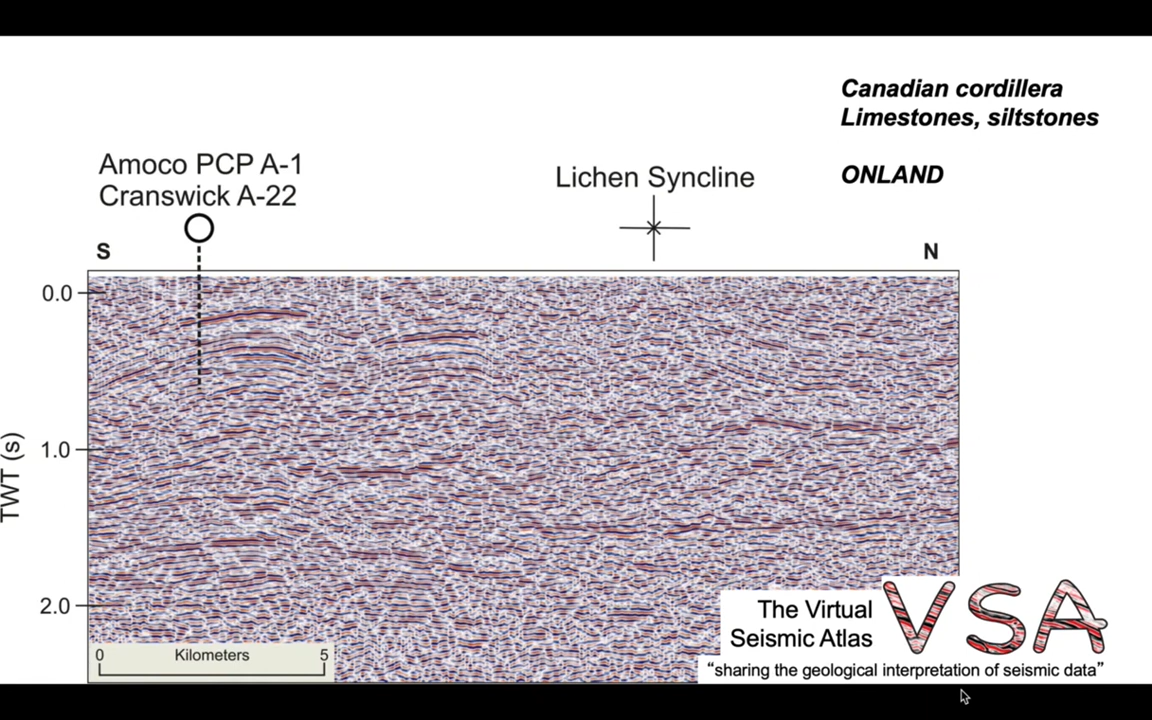 Canadian cordillera
Limestones, siltstones
ONLAND
Amoco PCP A-1
Cranswick A-22
Lichen Syncline
S
N
0.0
1.0
2.0
TWT (s)
0 Kilometers 5
The Virtual
Seismic Atlas
VSA
“sharing the geological interpretation of seismic data”